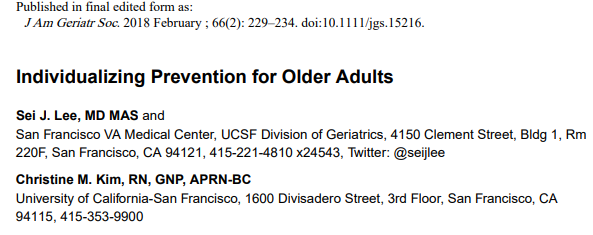 Published in final edited form as:
J Am Geriatr Soc. 2018 February ; 66(2): 229–234. doi:10.1111/jgs.15216.
Individualizing Prevention for Older Adults
Sei J. Lee, MD MAS and
San Francisco VA Medical Center, UCSF Division of Geriatrics, 4150 Clement Street, Bldg 1, Rm
220F, San Francisco, CA 94121, 415-221-4810 x24543, Twitter: @seijlee
Christine M. Kim, RN, GNP, APRN-BC
University of California-San Francisco, 1600 Divisadero Street, 3rd Floor, San Francisco, CA
94115, 415-353-9900